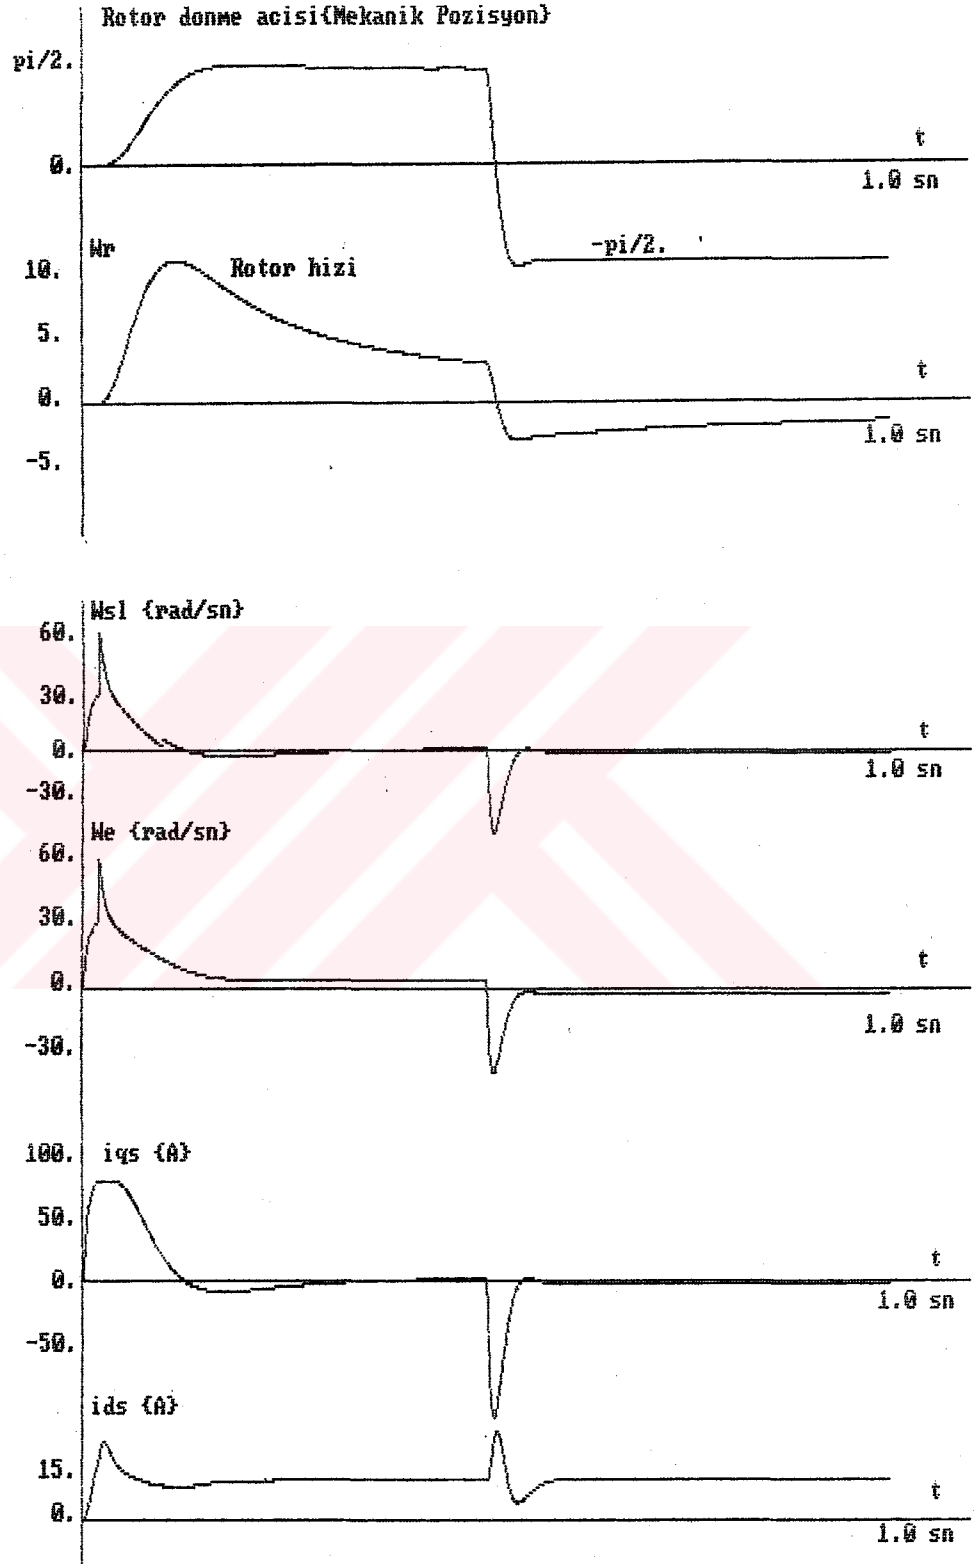 Rotor donme acisi{Mekanik Pozisyon}
pi/2.
t
0.
1.0 sn
Wr
-pi/2.
10.
Rotor hizi
5.
t
0.
1.0 sn
-5.
Wsl {rad/sn}
60.
30.
t
0.
1.0 sn
-30.
We {rad/sn}
60.
30.
t
0.
1.0 sn
-30.
100.
iqs {A}
50.
t
0.
1.0 sn
-50.
ids {A}
15.
t
0.
1.0 sn